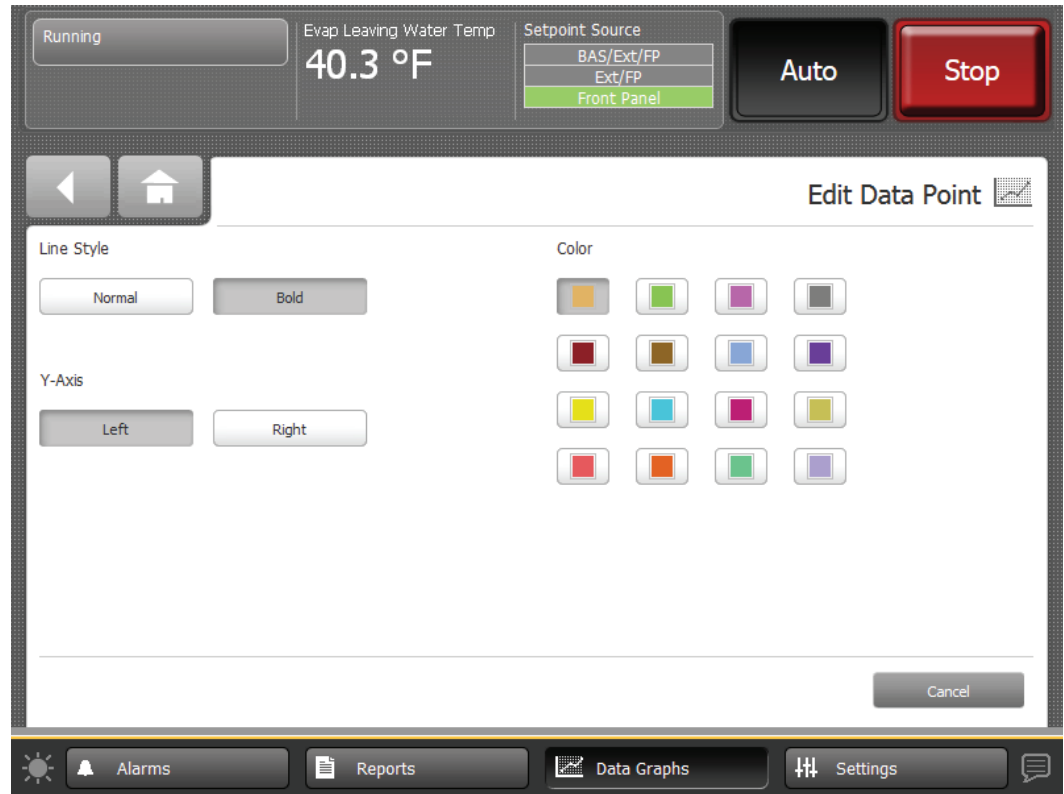 Running
Evap Leaving Water Temp
40.3 °F
Setpoint Source
BAS/Ext/FP
Ext/FP
Front Panel
Auto
Stop
Edit Data Point
Line Style
Normal
Bold
Color
Y-Axis
Left
Right
Cancel
Alarms
Reports
Data Graphs
Settings